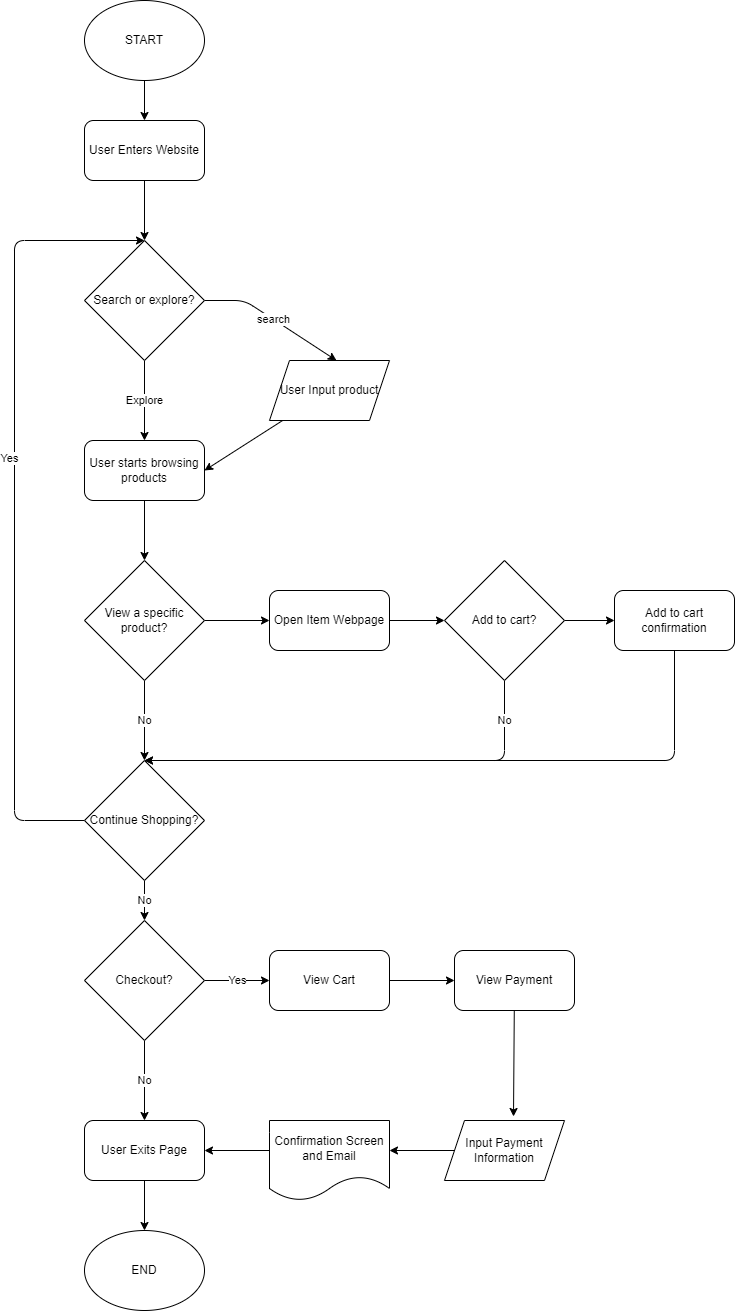 START
User Enters Website
Search or explore?
search
Explore
User Input product
User starts browsing
products
Yes
View a specific
product?
Open Item Webpage
Add to cart?
Add to cart
confirmation
No
No
Continue Shopping?
No
Checkout?
Yes
View Cart
View Payment
No
User Exits Page
Confirmation Screen
and Email
Input Payment
Information
END